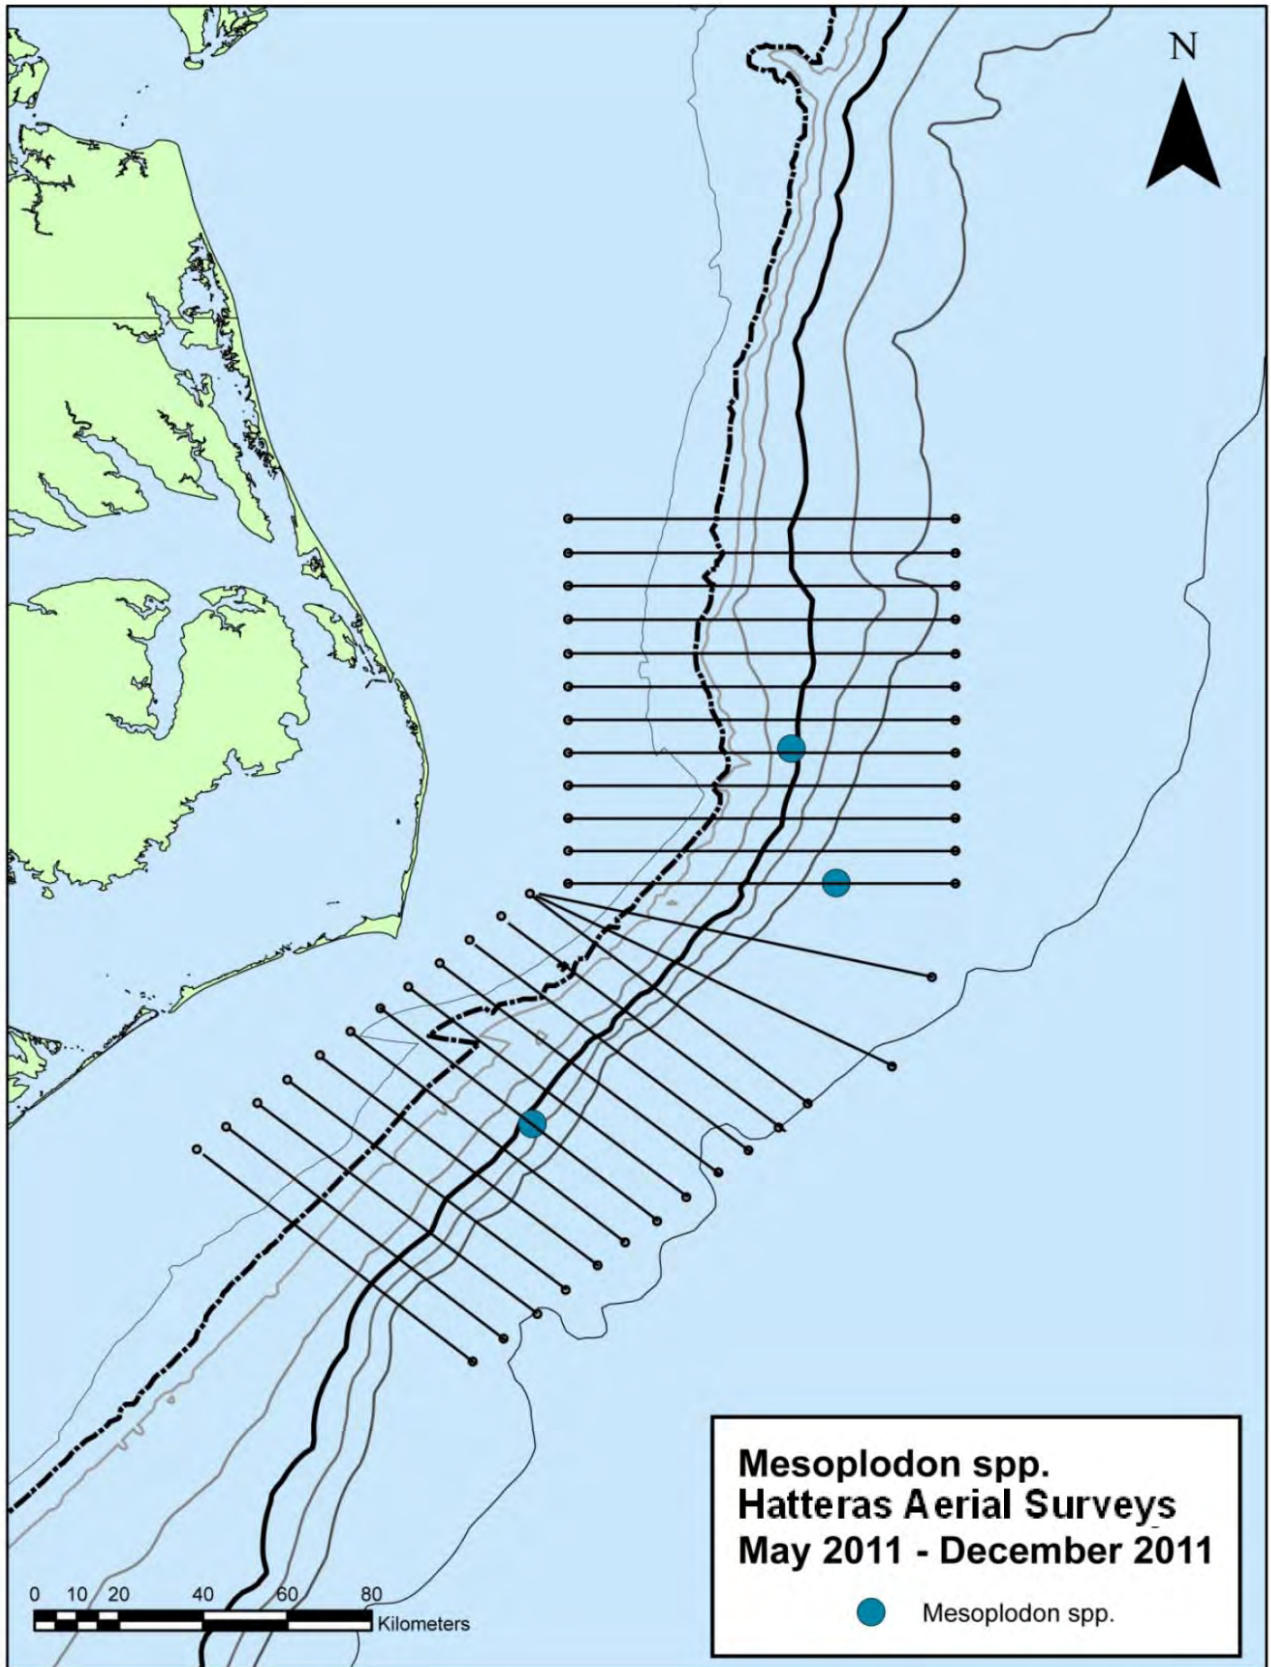 N
Mesoplodon spp.
Hatteras Aerial Surveys
May 2011 - December 2011
Mesoplodon spp.
0 10 20 40 60 80
Kilometers